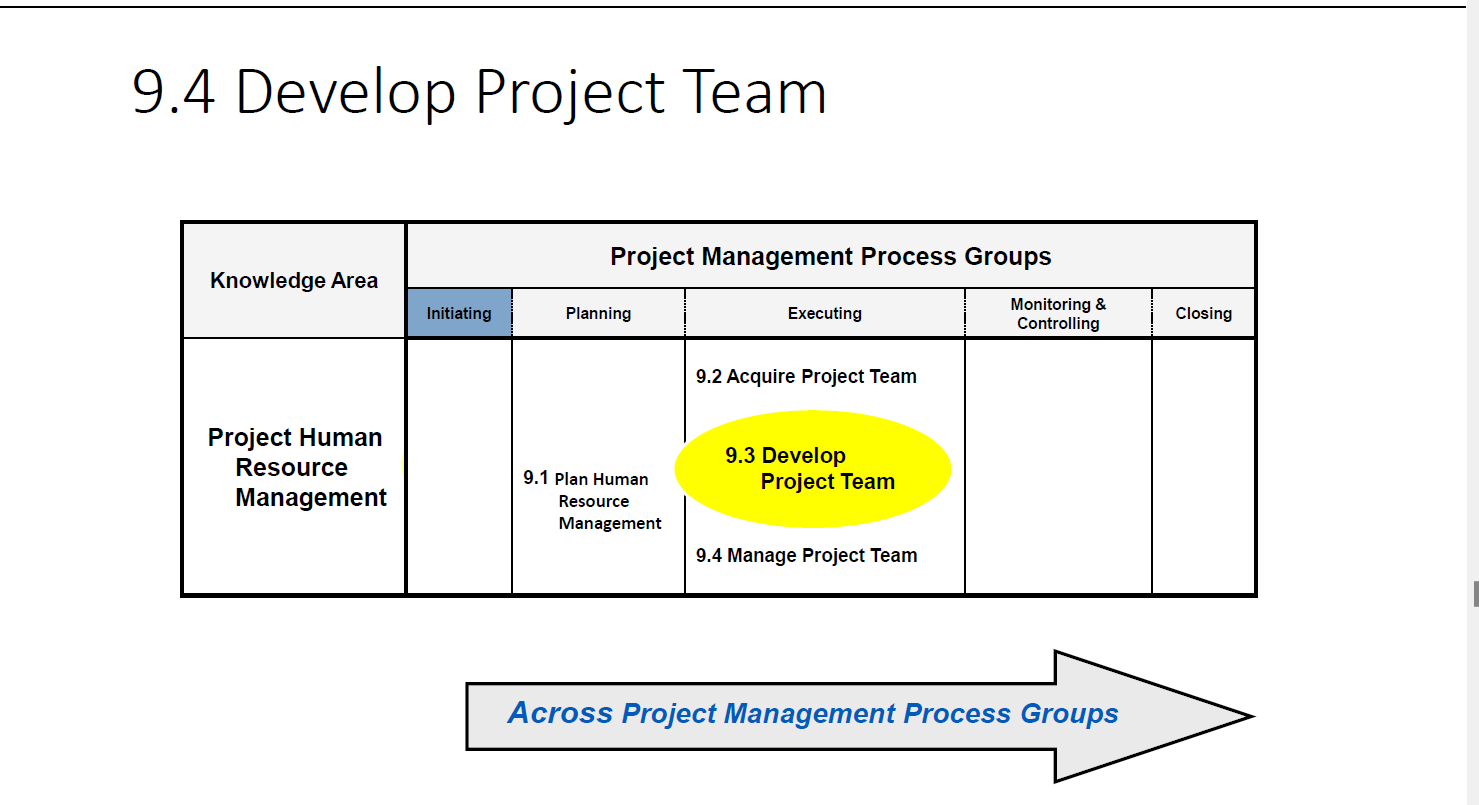 9.4 Develop Project Team
Knowledge Area
Project Management Process Groups
Initiating
Planning
Executing
Monitoring &
Controlling
Closing
Project Human
Resource
Management
9.1 Plan Human
Resource
Management
9.2 Acquire Project Team
9.3 Develop
Project Team
9.4 Manage Project Team
Across Project Management Process Groups